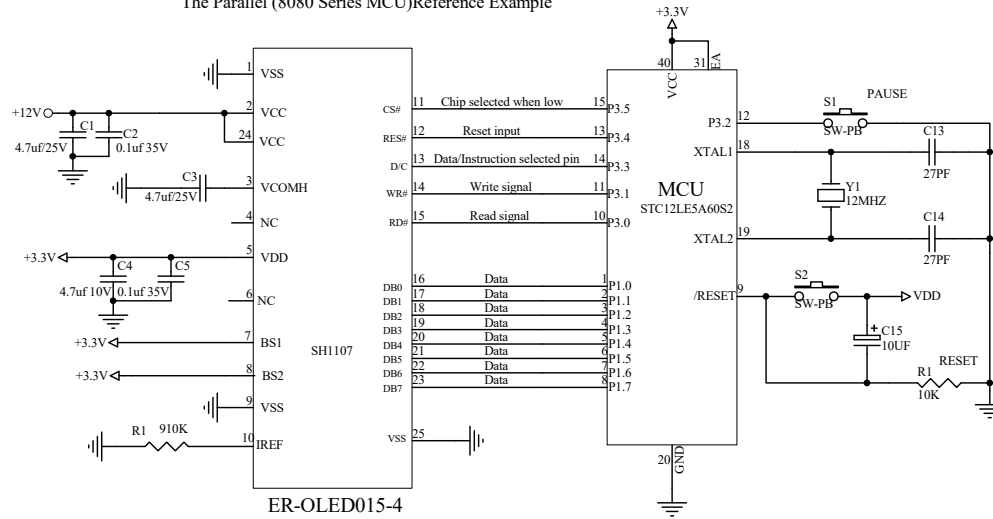 The Parallel (8080 Series MCU)Reference Example
+3.3V
40
31
VCC
EA
1
VSS
+12V
2
VCC
24
VCC
C1
4.7uf/25V
C2
0.1uf 35V
C3
4.7uf/25V
3
VCOMH
4
NC
+3.3V
5
VDD
C4
4.7uf 10V
C5
0.1uf 35V
6
NC
+3.3V
7
BS1
+3.3V
8
BS2
9
VSS
R1
910K
10
IREF
SH1107
ER-OLED015-4
CS# 11 Chip selected when low 15 P3.5
RES# 12 Reset input 13 P3.4
D/C 13 Data/Instruction selected pin 14 P3.3
WR# 14 Write signal 11 P3.1
RD# 15 Read signal 10 P3.0
DB0 16 Data 1 P1.0
DB1 17 Data 2 P1.1
DB2 18 Data 3 P1.2
DB3 19 Data 4 P1.3
DB4 20 Data 5 P1.4
DB5 21 Data 6 P1.5
DB6 22 Data 7 P1.6
DB7 23 Data 8 P1.7
VSS 25
MCU
STC12LE5A60S2
P3.2 12
S1
SW-PB
PAUSE
XTAL1 18
C13
27PF
Y1
12MHZ
XTAL2 19
C14
27PF
/RESET 9
S2
SW-PB
VDD
+
C15
10UF
RESET
R1
10K
20
GND